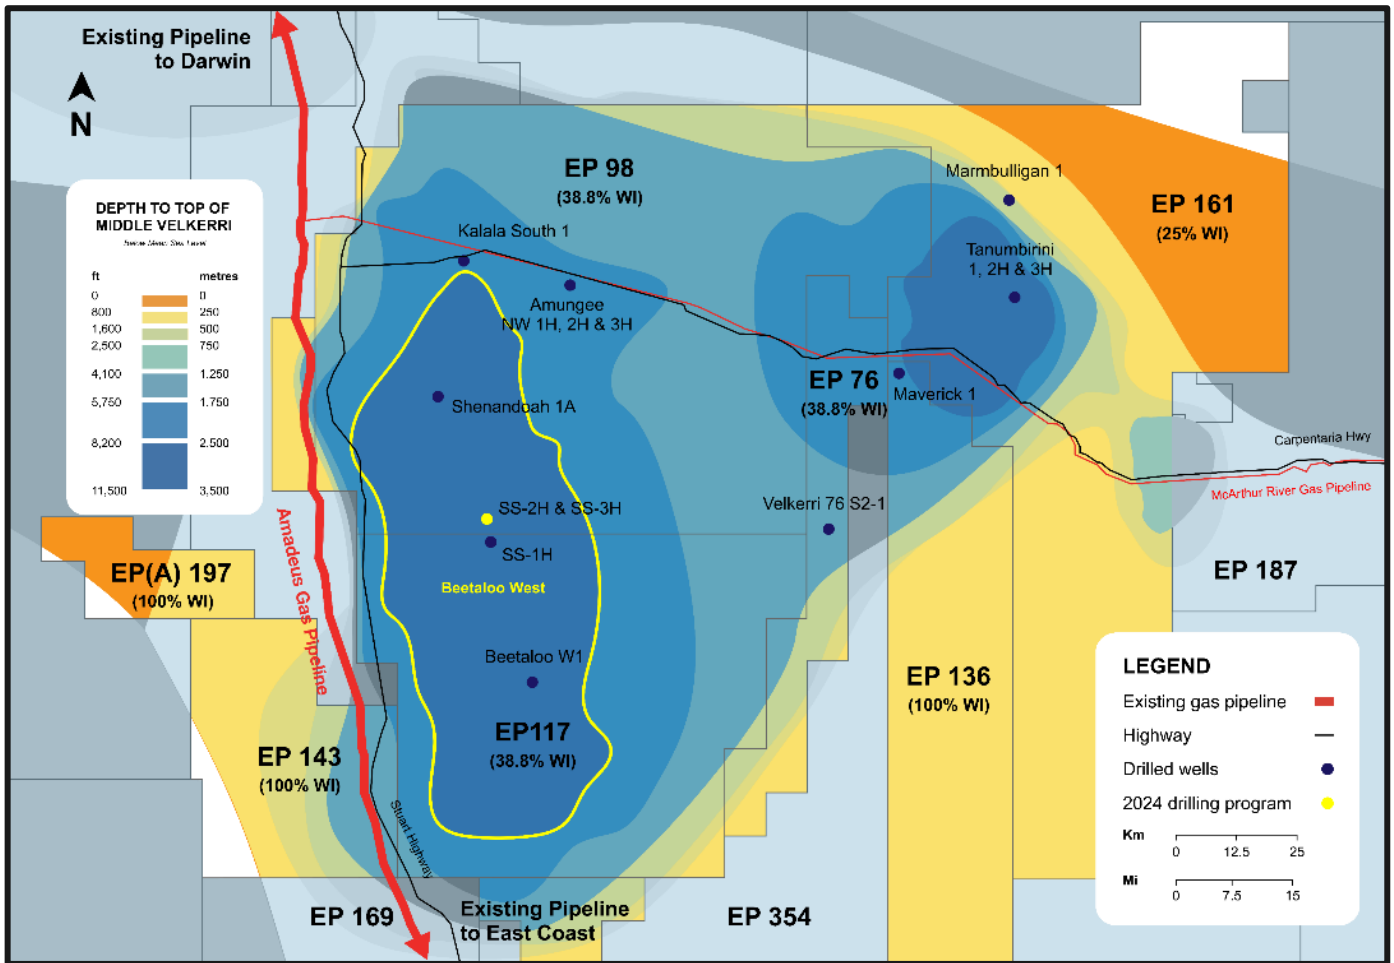 Existing Pipeline
to Darwin
N
DEPTH TO TOP OF
MIDDLE VELKERRI
Below Mean Sea Level
ft
metres
0
0
800
250
1,600
500
2,500
750
4,100
1.250
5,750
1.750
8,200
2.500
11,500
3,500
EP 98
(38.8% WI)
Kalala South 1
Amungee
NW 1H, 2H & 3H
Marmbulligan 1
Tanumbirini
1, 2H & 3H
EP 161
(25% WI)
Shenandoah 1A
EP 76
(38.8% WI)
Maverick 1
Carpentaria Hwy
McArthur River Gas Pipeline
SS-2H & SS-3H
SS-1H
Velkerri 76 S2-1
Beetaloo West
Amadeus Gas Pipeline
EP(A) 197
(100% WI)
EP 187
Beetaloo W1
EP117
(38.8% WI)
EP 136
(100% WI)
EP 143
(100% WI)
Stuart Highway
EP 169
Existing Pipeline
to East Coast
EP 354
LEGEND
Existing gas pipeline
Highway
Drilled wells
2024 drilling program
Km
0 12.5 25
Mi
0 7.5 15